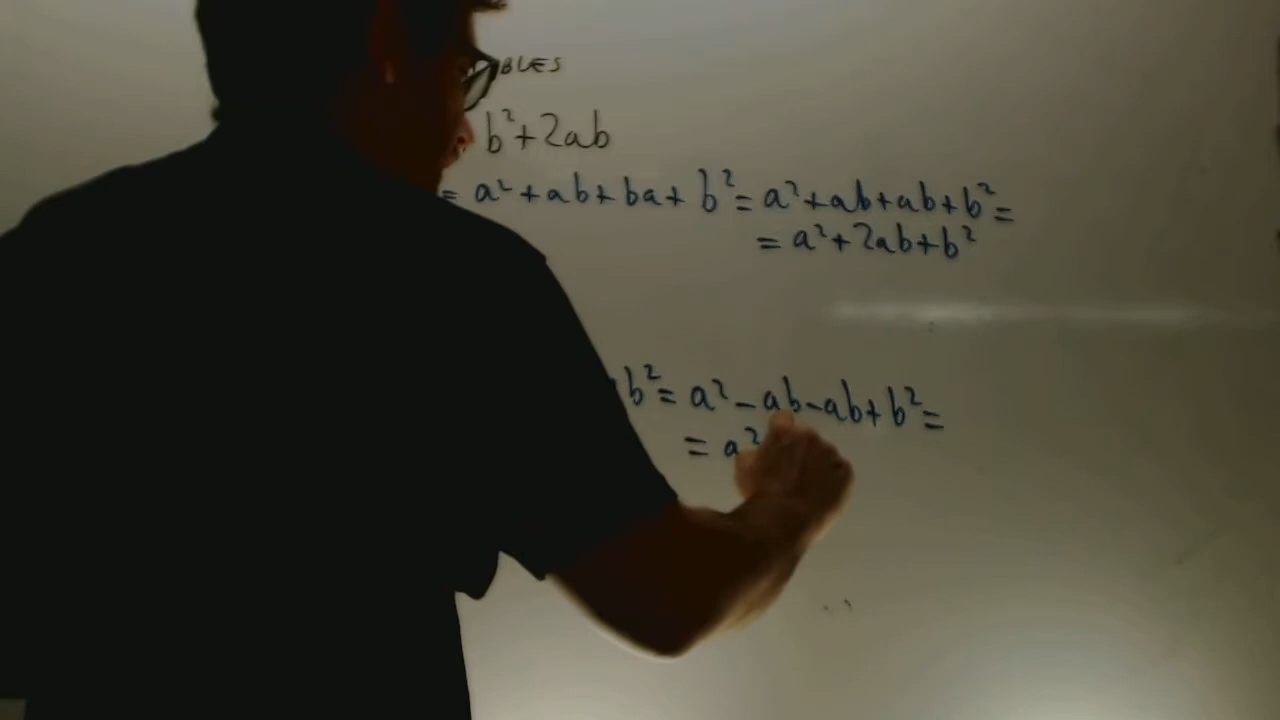 BLES
b²+2ab
= a²+ab+ba+b²= a²+ab+ab+b²=
= a²+2ab+b²
b²= a²-ab-ab+b²=
= a²